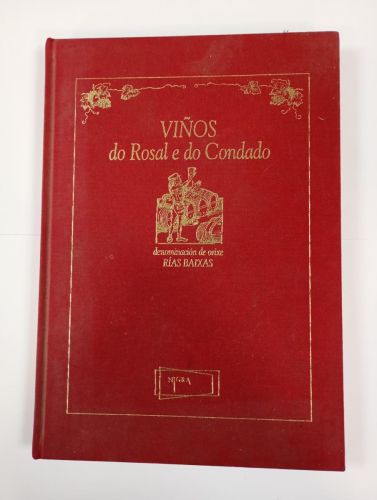 VIÑOS
do Rosal e do Condado
denominación de orixe
RÍAS BAIXAS
NIGRA